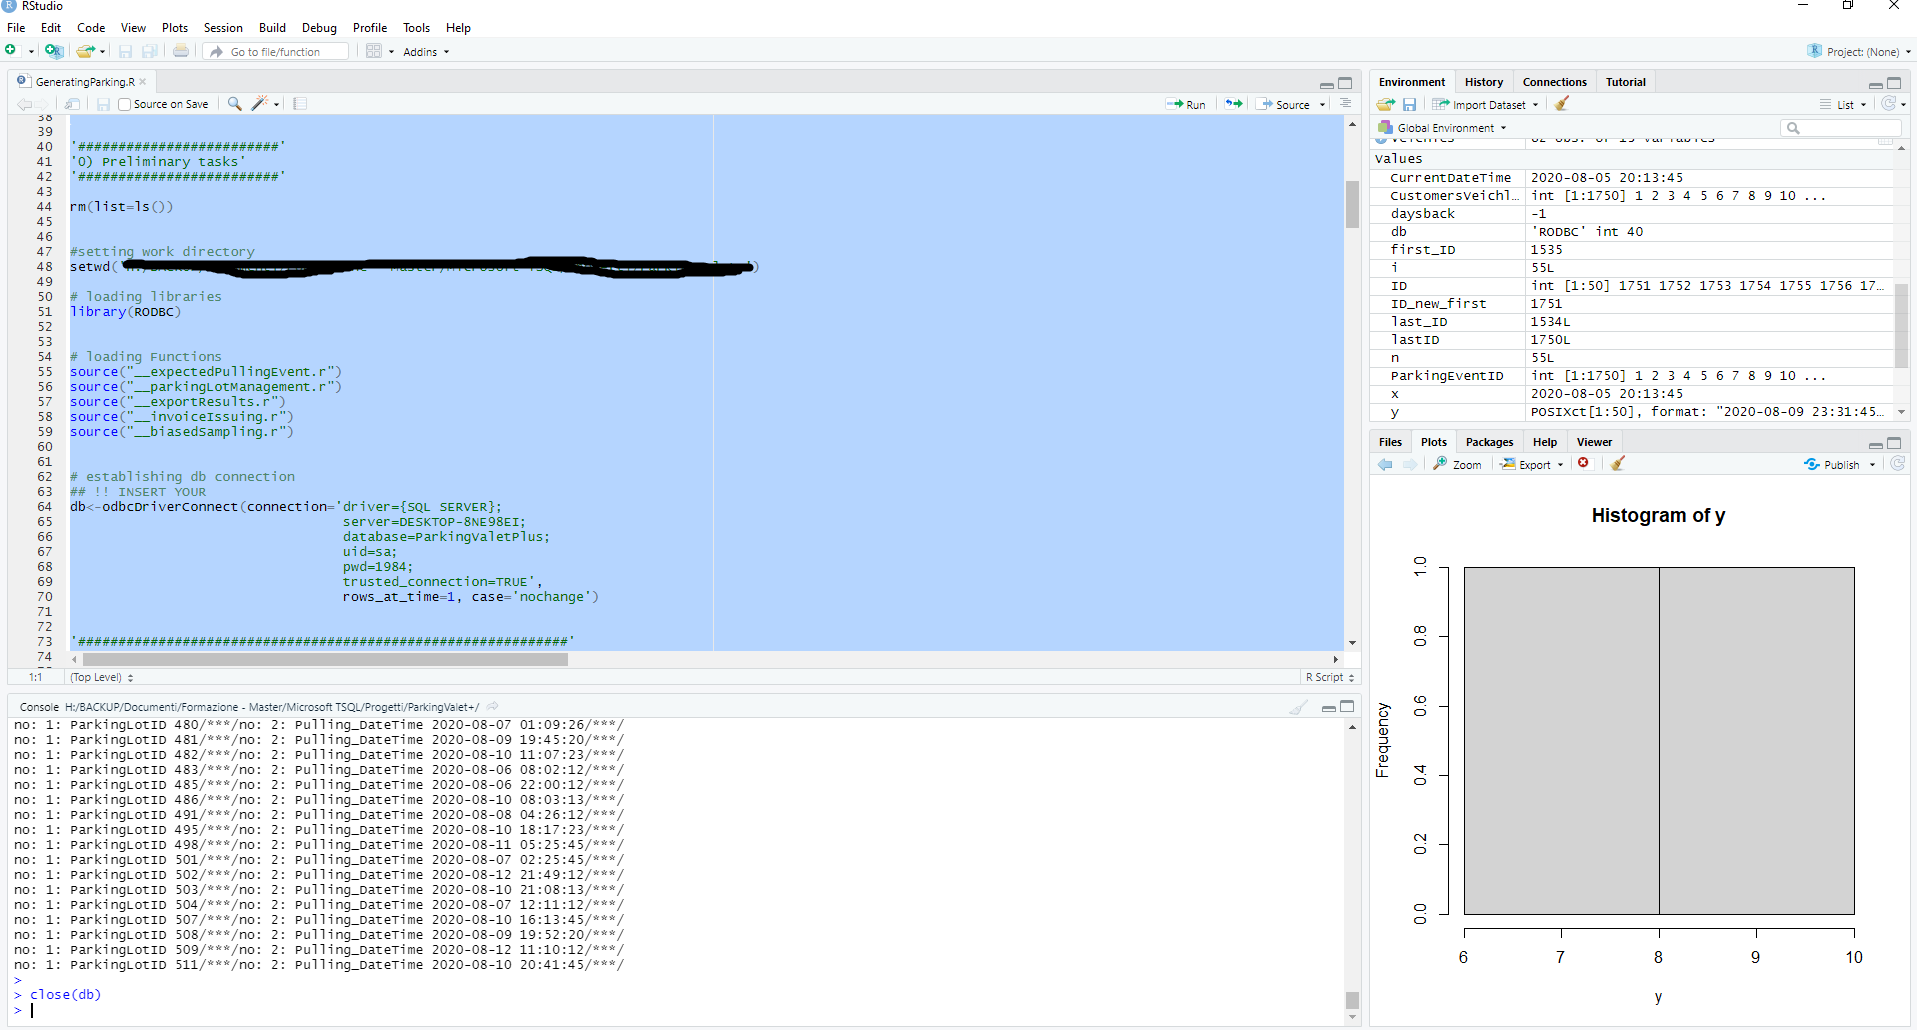 RStudio
File Edit Code View Plots Session Build Debug Profile Tools Help
Go to file/function Addins Project: (None)
GeneratingParking.R
Source on Save Run Source
38
39
40 '#########################'
41 '0) Preliminary tasks'
42 '#########################'
43
44 rm(list=ls())
45
46
47 #setting work directory
48 setwd(' )
49
50 # loading libraries
51 library(RODBC)
52
53
54 # loading Functions
55 source("__expectedPullingEvent.r")
56 source("__parkingLotManagement.r")
57 source("__exportResults.r")
58 source("__invoiceIssuing.r")
59 source("__biasedSampling.r")
60
61
62 # establishing db connection
63 ## !! INSERT YOUR
64 db<-odbcDriverConnect(connection='driver={SQL SERVER};
65 server=DESKTOP-8NE98EI;
66 database=ParkingValetPlus;
67 uid=sa;
68 pwd=1984;
69 trusted_connection=TRUE',
70 rows_at_time=1, case='nochange')
71
72
73 '#############################################################'
74
1:1 (Top Level) R Script
Console H:/BACKUP/Documenti/Formazione - Master/Microsoft TSQL/Progetti/ParkingValet+/
no: 1: ParkingLotID 480/***/no: 2: Pulling_DateTime 2020-08-07 01:09:26/***/
no: 1: ParkingLotID 481/***/no: 2: Pulling_DateTime 2020-08-09 19:45:20/***/
no: 1: ParkingLotID 482/***/no: 2: Pulling_DateTime 2020-08-10 11:07:23/***/
no: 1: ParkingLotID 483/***/no: 2: Pulling_DateTime 2020-08-06 08:02:12/***/
no: 1: ParkingLotID 485/***/no: 2: Pulling_DateTime 2020-08-06 22:00:12/***/
no: 1: ParkingLotID 486/***/no: 2: Pulling_DateTime 2020-08-10 08:03:13/***/
no: 1: ParkingLotID 491/***/no: 2: Pulling_DateTime 2020-08-08 04:26:12/***/
no: 1: ParkingLotID 495/***/no: 2: Pulling_DateTime 2020-08-10 18:17:23/***/
no: 1: ParkingLotID 498/***/no: 2: Pulling_DateTime 2020-08-11 05:25:45/***/
no: 1: ParkingLotID 501/***/no: 2: Pulling_DateTime 2020-08-07 02:25:45/***/
no: 1: ParkingLotID 502/***/no: 2: Pulling_DateTime 2020-08-12 21:49:12/***/
no: 1: ParkingLotID 503/***/no: 2: Pulling_DateTime 2020-08-10 21:08:13/***/
no: 1: ParkingLotID 504/***/no: 2: Pulling_DateTime 2020-08-07 12:11:12/***/
no: 1: ParkingLotID 507/***/no: 2: Pulling_DateTime 2020-08-10 16:13:45/***/
no: 1: ParkingLotID 508/***/no: 2: Pulling_DateTime 2020-08-09 19:52:20/***/
no: 1: ParkingLotID 509/***/no: 2: Pulling_DateTime 2020-08-12 11:10:12/***/
no: 1: ParkingLotID 511/***/no: 2: Pulling_DateTime 2020-08-10 20:41:45/***/
>
> close(db)
>
Environment History Connections Tutorial
Import Dataset List
Global Environment
Values
CurrentDateTime 2020-08-05 20:13:45
CustomersVeichl… int [1:1750] 1 2 3 4 5 6 7 8 9 10 ...
daysback -1
db 'RODBC' int 40
first_ID 1535
i 55L
ID int [1:50] 1751 1752 1753 1754 1755 1756 17…
ID_new_first 1751
last_ID 1534L
lastID 1750L
n 55L
ParkingEventID int [1:1750] 1 2 3 4 5 6 7 8 9 10 ...
x 2020-08-05 20:13:45
y POSIXct[1:50], format: "2020-08-09 23:31:45…
Files Plots Packages Help Viewer
Zoom Export Publish
Histogram of y
Frequency
1.0
0.8
0.6
0.4
0.2
0.0
6 7 8 9 10
y